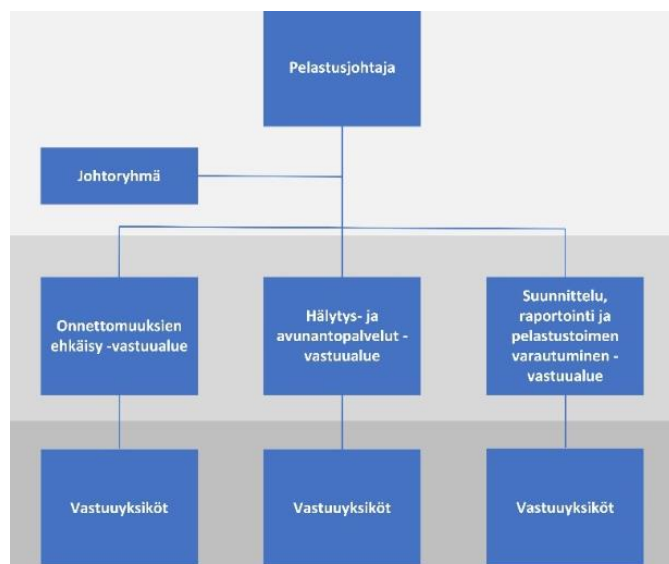 Pelastusjohtaja
Johtoryhmä
Onnettomuuksien
ehkäisy -vastuualue
Hälytys- ja
avunantopalvelut -
vastuualue
Suunnittelu,
raportointi ja
pelastustoimen
varautuminen -
vastuualue
Vastuuyksiköt
Vastuuyksiköt
Vastuuyksiköt